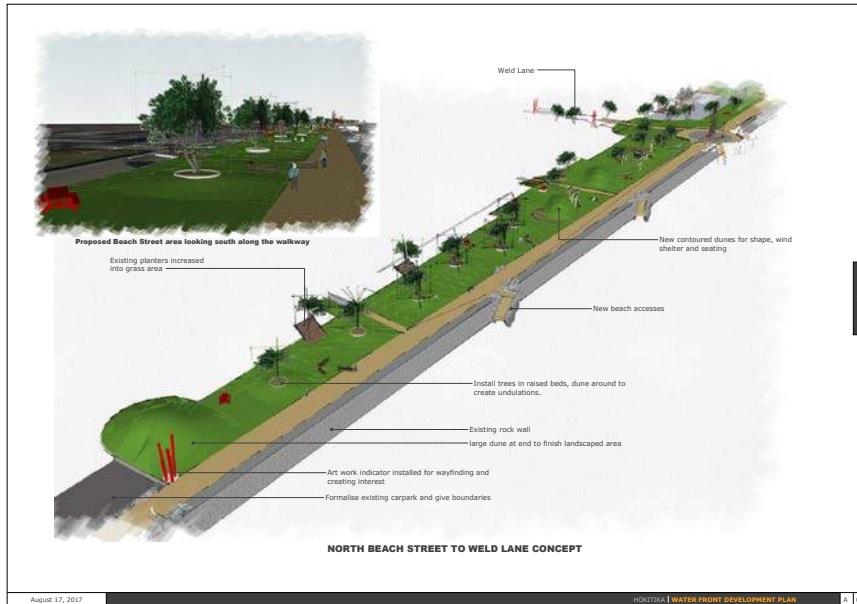 Weld Lane
Proposed Beach Street area looking south along the walkway
New contoured dunes for shape, wind
shelter and seating
Existing planters increased
into grass area
New beach accesses
Install trees in raised beds, dune around to
create undulations.
Existing rock wall
large dune at end to finish landscaped area
Art work indicator installed for wayfinding and
creating interest
Formalise existing carpark and give boundaries
NORTH BEACH STREET TO WELD LANE CONCEPT
August 17, 2017
HOKITIKA | WATER FRONT DEVELOPMENT PLAN
A